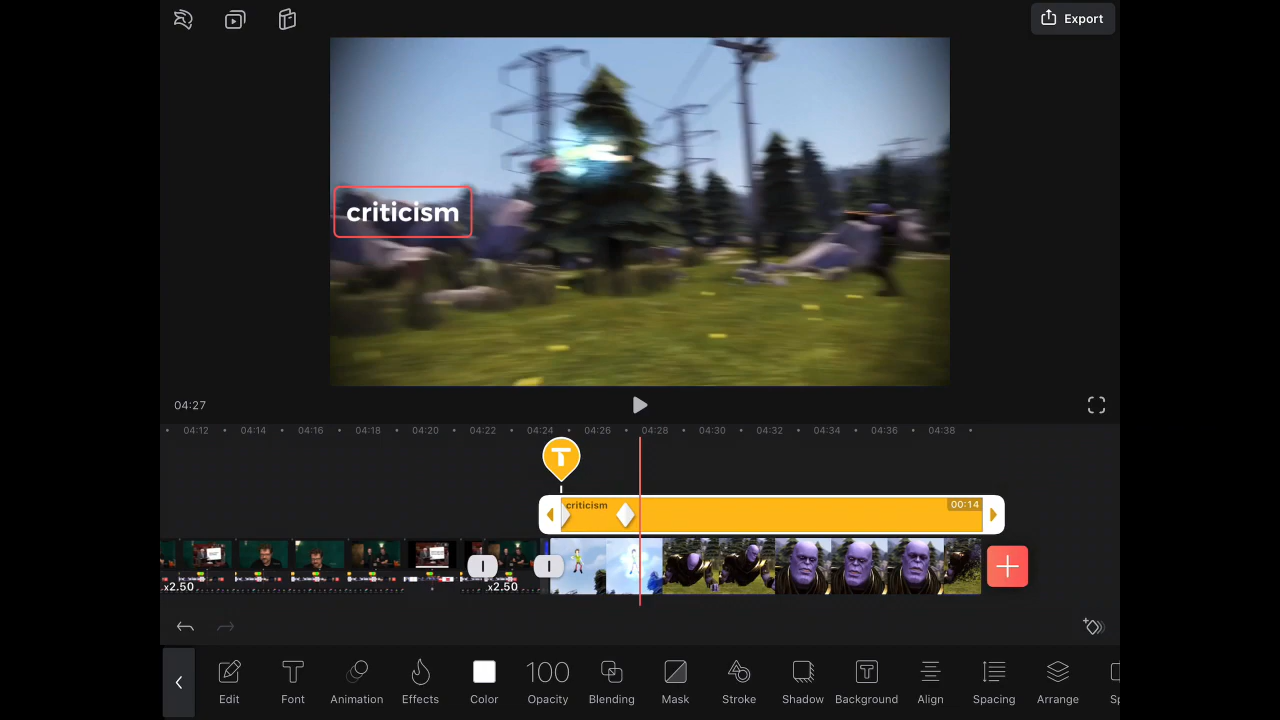 Export
criticism
04:27
04:12 04:14 04:16 04:18 04:20 04:22 04:24 04:26 04:28 04:30 04:32 04:34 04:36 04:38
T
criticism 00:14
x2.50 x2.50
100
Edit Font Animation Effects Color Opacity Blending Mask Stroke Shadow Background Align Spacing Arrange Sp